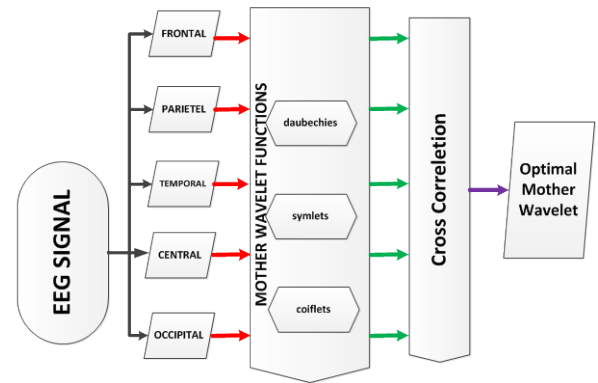 EEG SIGNAL
FRONTAL
PARIETEL
TEMPORAL
CENTRAL
OCCIPITAL
MOTHER WAVELET FUNCTIONS
daubechies
symlets
coiflets
Cross Correletion
Optimal
Mother
Wavelet